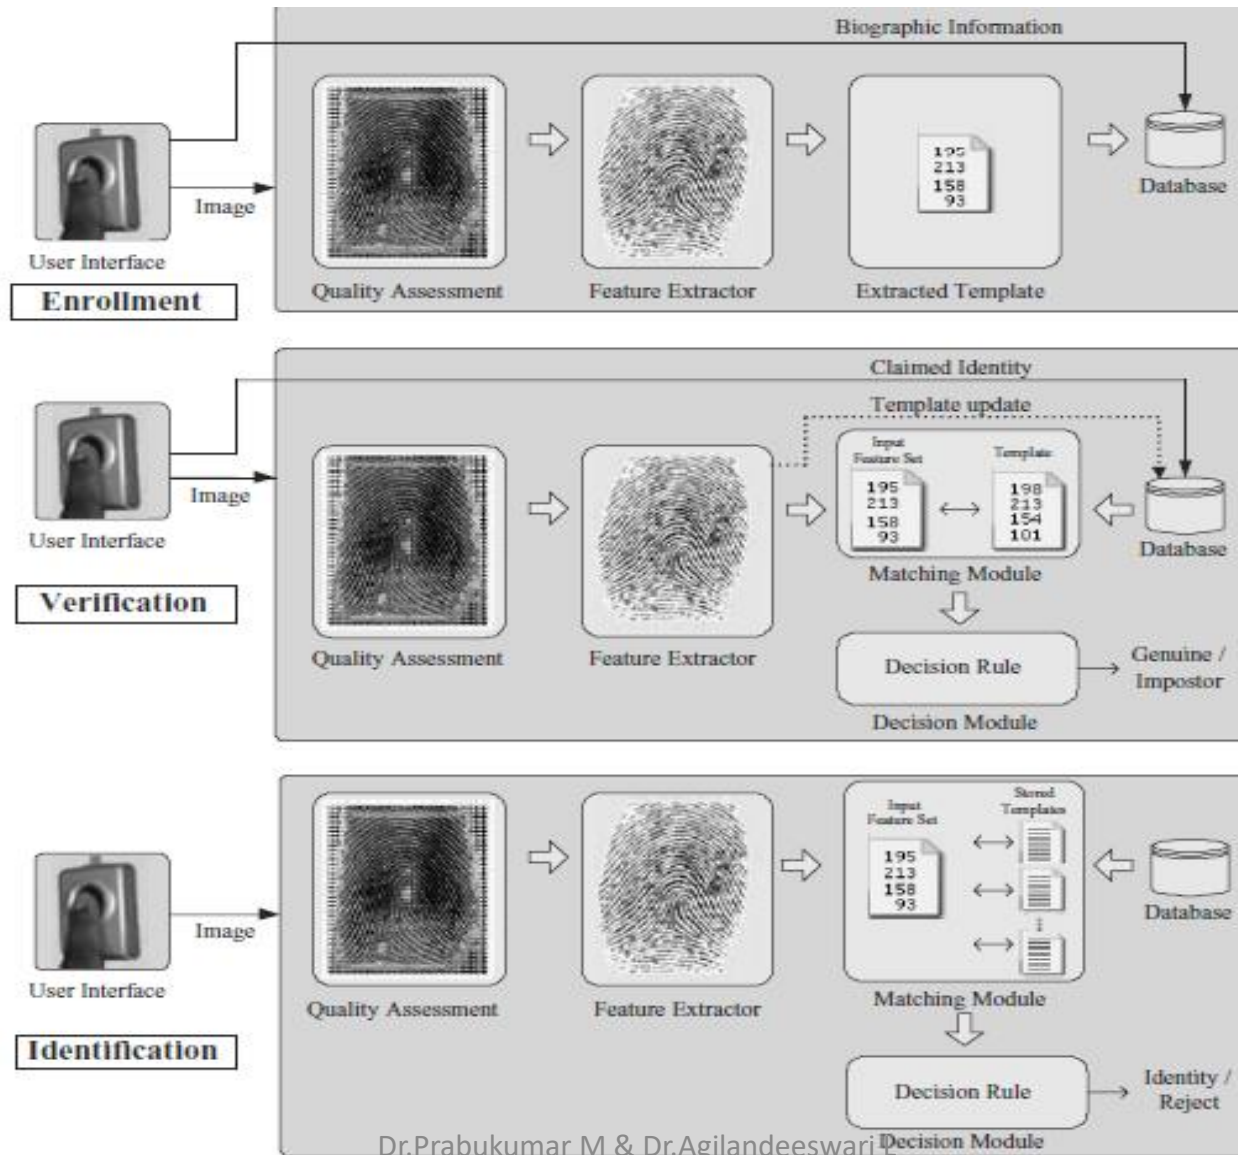 Biographic Information
195
213
158
93
Image
Database
User Interface
Quality Assessment
Feature Extractor
Extracted Template
Enrollment
Claimed Identity
Template update
Input
Feature Set
Template
195
213
158
93
198
213
154
101
Image
User Interface
Database
Matching Module
Verification
Quality Assessment
Feature Extractor
Decision Rule
Genuine /
Impostor
Decision Module
Stored
Templates
Input
Feature Set
195
213
158
93
Image
Database
User Interface
Quality Assessment
Feature Extractor
Matching Module
Identification
Decision Rule
Identity /
Reject
Decision Module
Dr.Prabukumar M & Dr.Agilandeeswari L